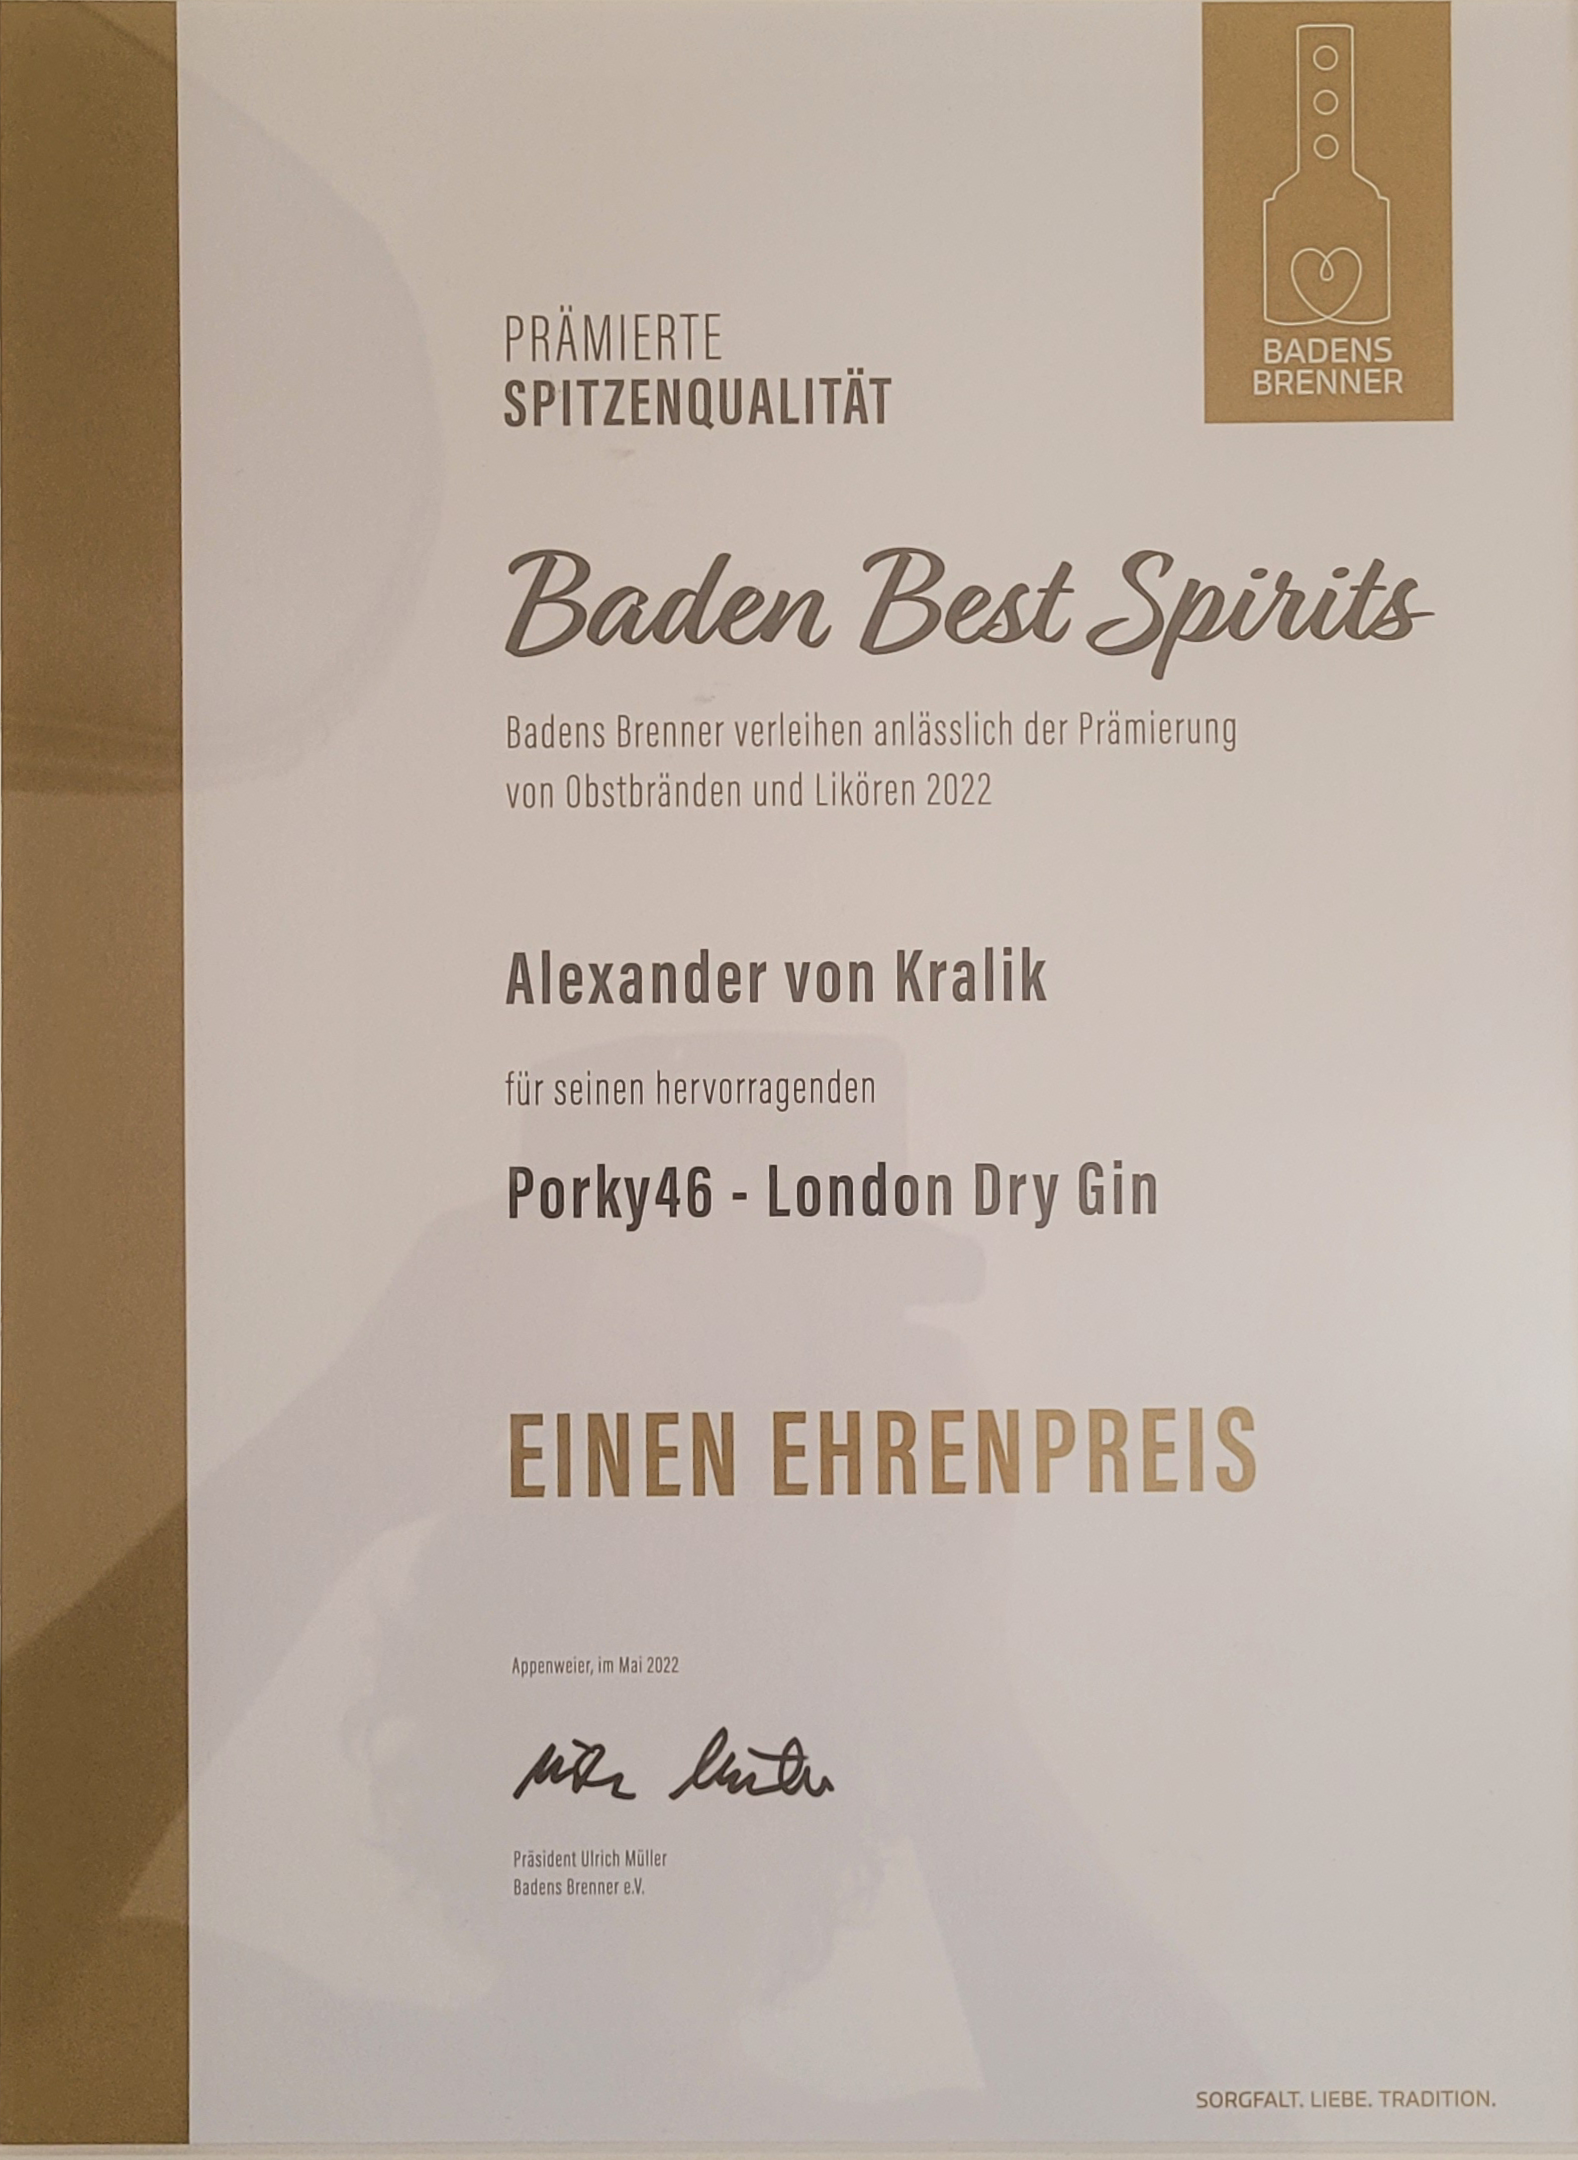 BADENS
BRENNER
PRÄMIERTE
SPITZENQUALITÄT
Baden Best Spirits
Badens Brenner verleihen anlässlich der Prämierung
von Obstbränden und Likören 2022
Alexander von Kralik
für seinen hervorragenden
Porky46 - London Dry Gin
EINEN EHRENPREIS
Appenweier, im Mai 2022
Präsident Ulrich Müller
Badens Brenner e.V.
SORGFALT. LIEBE. TRADITION.